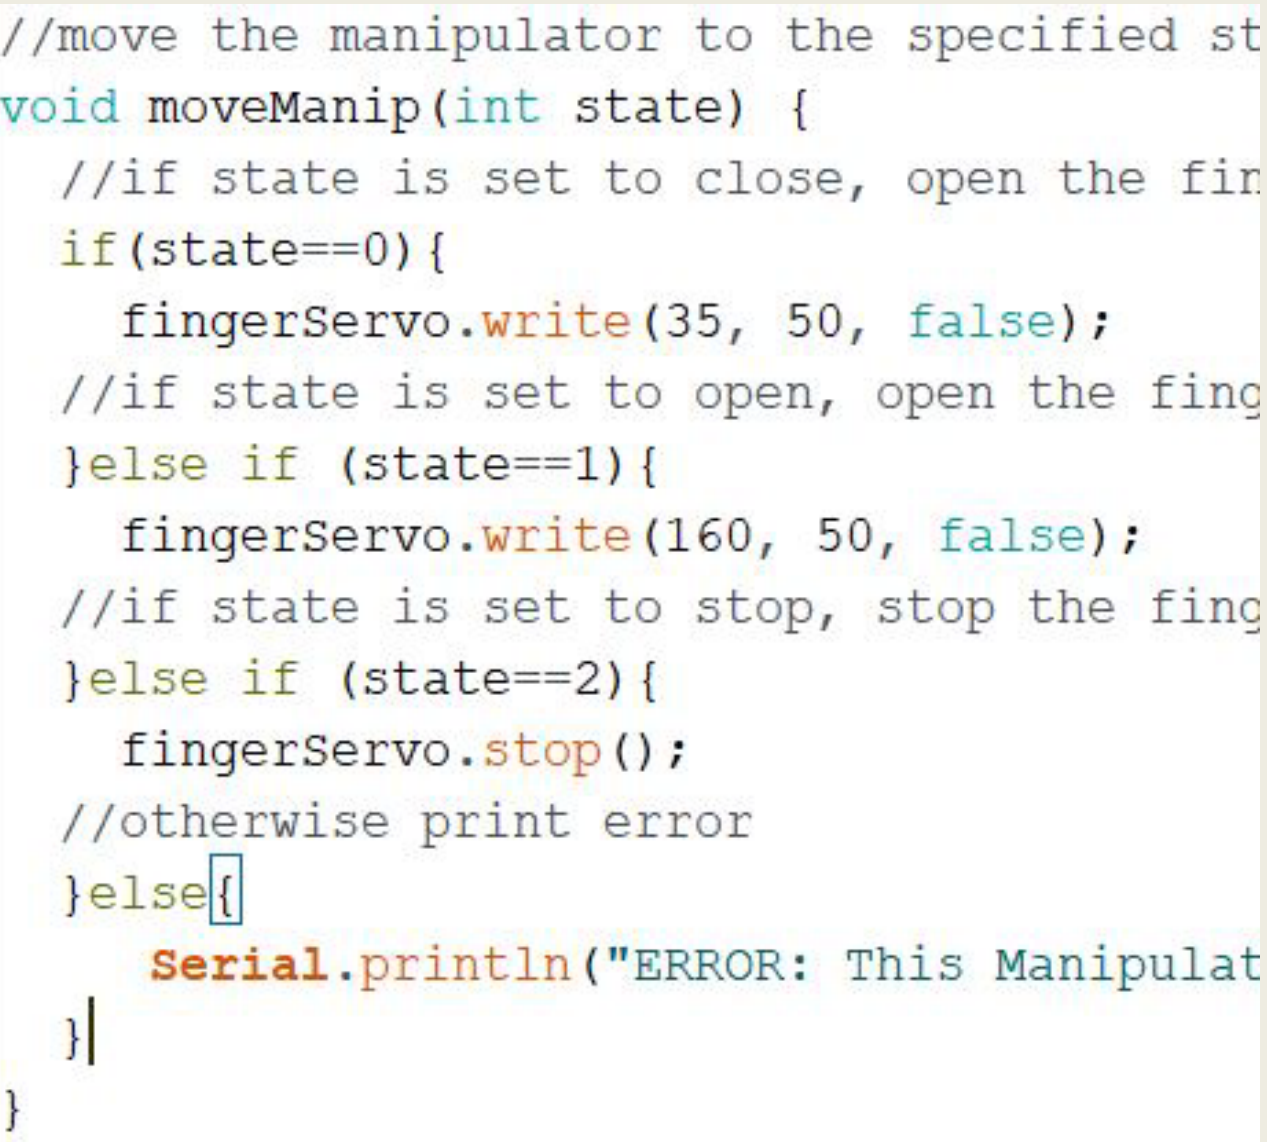 //move the manipulator to the specified st
void moveManip(int state) {
  //if state is set to close, open the fin
  if(state==0){
    fingerServo.write(35, 50, false);
  //if state is set to open, open the fing
  }else if (state==1){
    fingerServo.write(160, 50, false);
  //if state is set to stop, stop the fing
  }else if (state==2){
    fingerServo.stop();
  //otherwise print error
  }else{
     Serial.println("ERROR: This Manipulat
  }
}